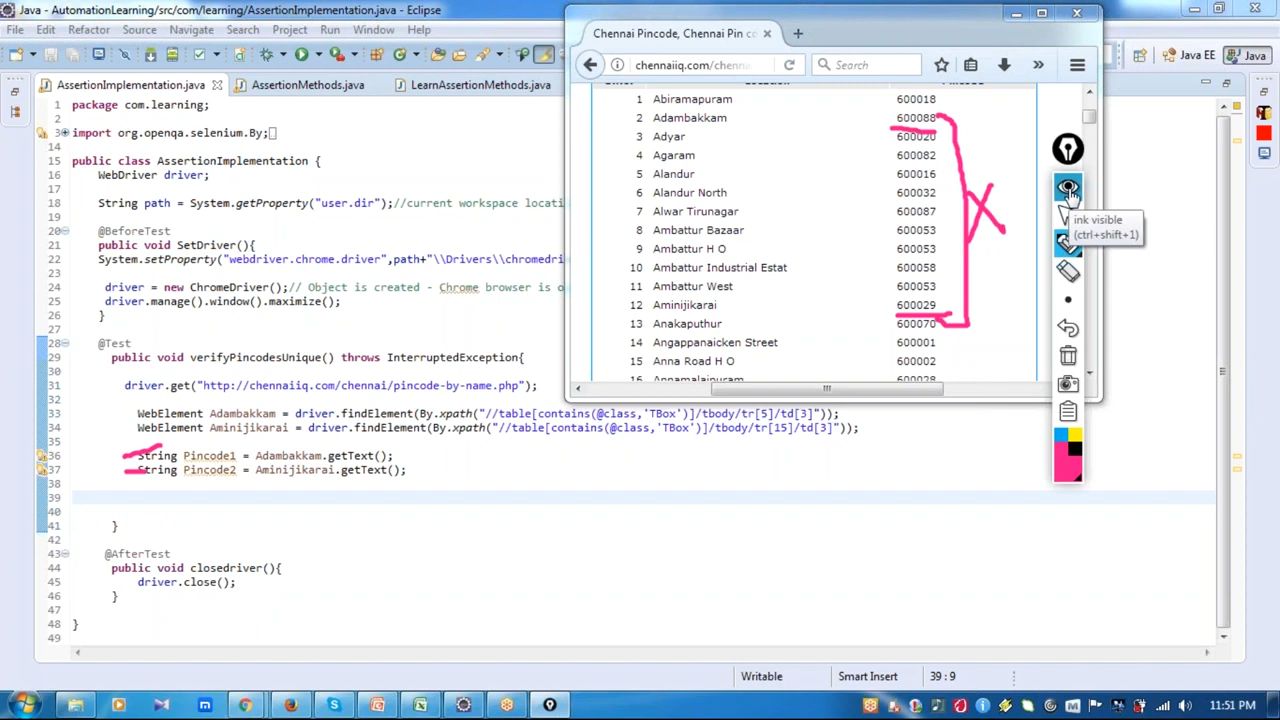 Java - AutomationLearning/src/com/learning/AssertionImplementation.java - Eclipse
File Edit Refactor Source Navigate Search Project Run Window Help
Java EE
Java
AssertionImplementation.java
AssertionMethods.java
LearnAssertionMethods.java
1 package com.learning;
2
3 import org.openqa.selenium.By;
14
15 public class AssertionImplementation {
16 WebDriver driver;
17
18 String path = System.getProperty("user.dir");//current workspace locati
19
20 @BeforeTest
21 public void SetDriver(){
22 System.setProperty("webdriver.chrome.driver",path+"\\Drivers\\chromedri
23
24 driver = new ChromeDriver();// Object is created - Chrome browser is o
25 driver.manage().window().maximize();
26 }
27
28 @Test
29 public void verifyPincodesUnique() throws InterruptedException{
30
31 driver.get("http://chennaiiq.com/chennai/pincode-by-name.php");
32
33 WebElement Adambakkam = driver.findElement(By.xpath("//table[contains(@class,'TBox')]/tbody/tr[5]/td[3]"));
34 WebElement Aminijikarai = driver.findElement(By.xpath("//table[contains(@class,'TBox')]/tbody/tr[15]/td[3]"));
35
36 String Pincode1 = Adambakkam.getText();
37 String Pincode2 = Aminijikarai.getText();
38
39
40
41 }
42
43 @AfterTest
44 public void closedriver(){
45 driver.close();
46 }
47
48 }
49
Chennai Pincode, Chennai Pin co
chennaiiq.com/chenn
Search
1 Abiramapuram 600018
2 Adambakkam 600088
3 Adyar 600020
4 Agaram 600082
5 Alandur 600016
6 Alandur North 600032
7 Alwar Tirunagar 600087
8 Ambattur Bazaar 600053
9 Ambattur H O 600053
10 Ambattur Industrial Estat 600058
11 Ambattur West 600053
12 Aminijikarai 600029
13 Anakaputhur 600070
14 Angappanaicken Street 600001
15 Anna Road H O 600002
16 Annamalaipuram 600028
ink visible
(ctrl+shift+1)
Writable
Smart Insert
39 : 9
11:51 PM